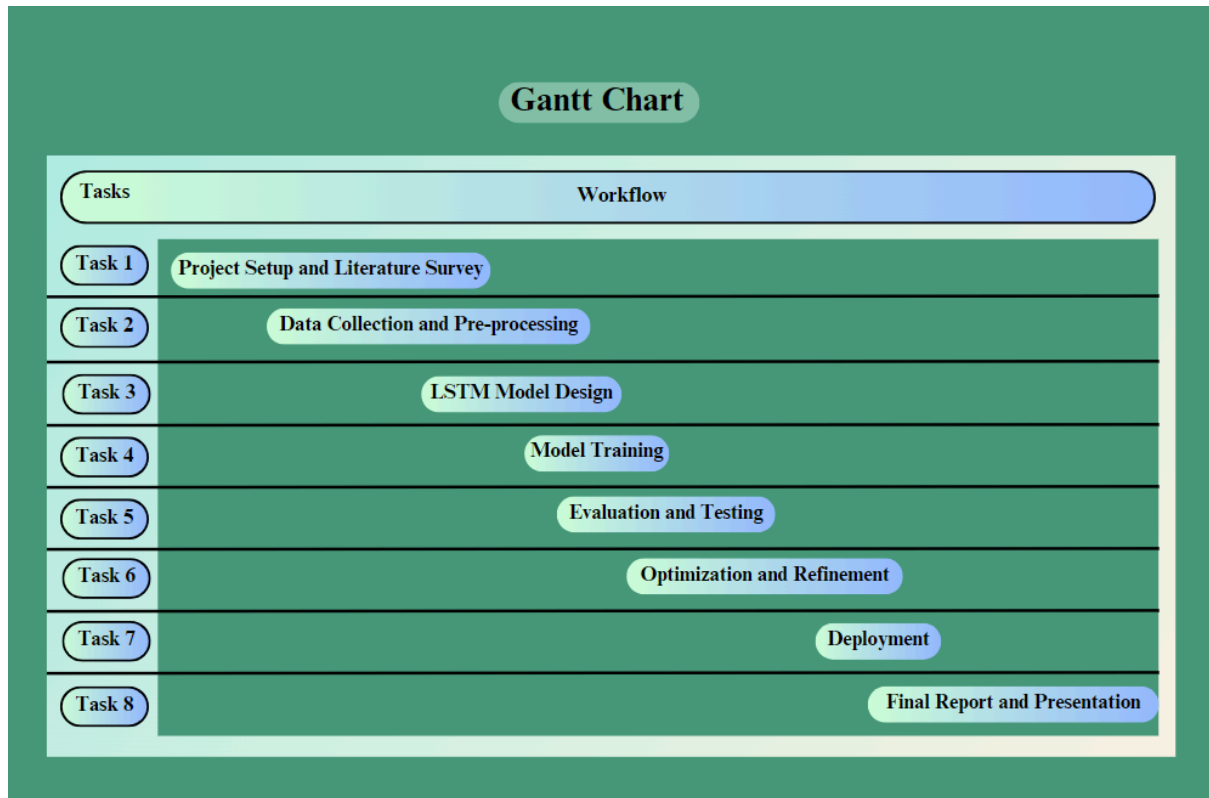 Gantt Chart
Tasks
Workflow
Task 1
Project Setup and Literature Survey
Task 2
Data Collection and Pre-processing
Task 3
LSTM Model Design
Task 4
Model Training
Task 5
Evaluation and Testing
Task 6
Optimization and Refinement
Task 7
Deployment
Task 8
Final Report and Presentation